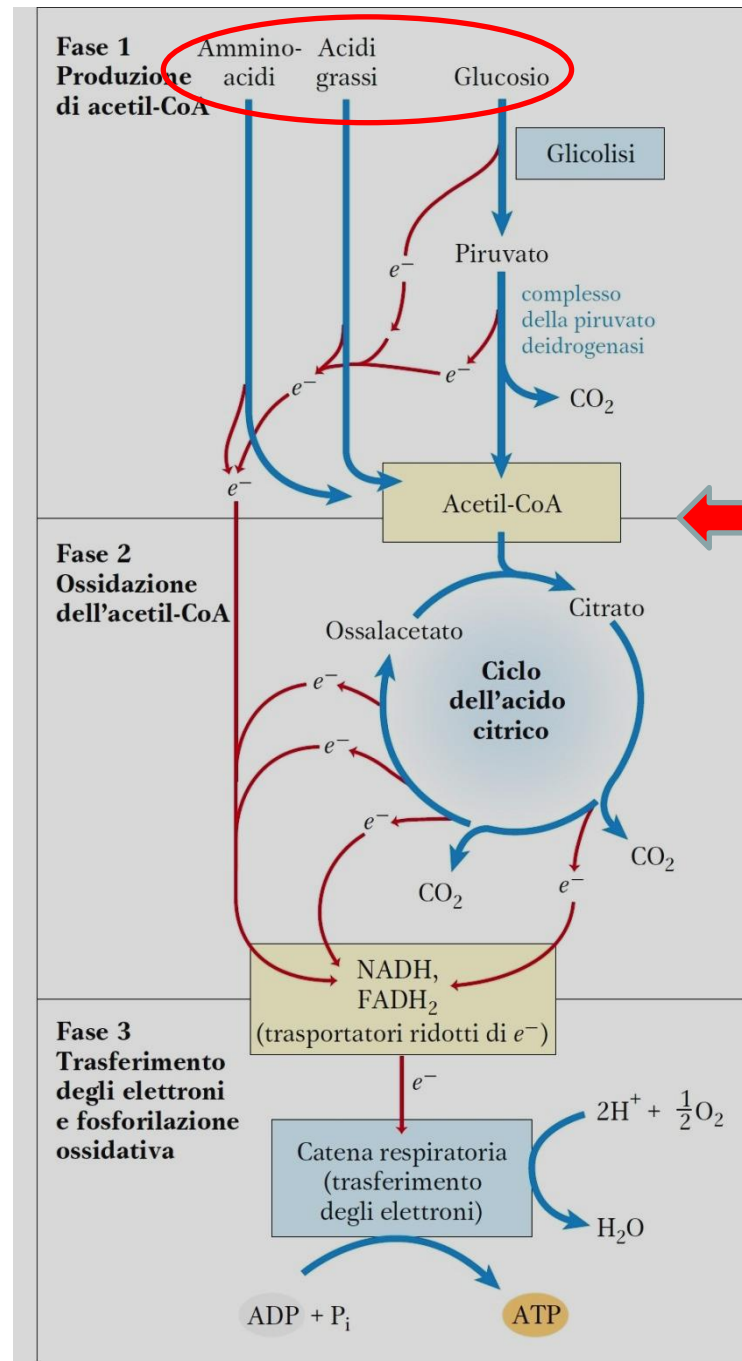 Fase 1
Produzione
di acetil-CoA
Ammino-
acidi
Acidi
grassi
Glucosio
Glicolisi
Piruvato
e−
complesso
della piruvato
deidrogenasi
e−
e−
CO2
e−
Acetil-CoA
Fase 2
Ossidazione
dell’acetil-CoA
Ossalacetato
Citrato
Ciclo
dell’acido
citrico
e−
e−
e−
CO2
e−
CO2
NADH,
FADH2
(trasportatori ridotti di e−)
Fase 3
Trasferimento
degli elettroni
e fosforilazione
ossidativa
e−
2H+ + 1/2O2
Catena respiratoria
(trasferimento
degli elettroni)
H2O
ADP + Pi
ATP